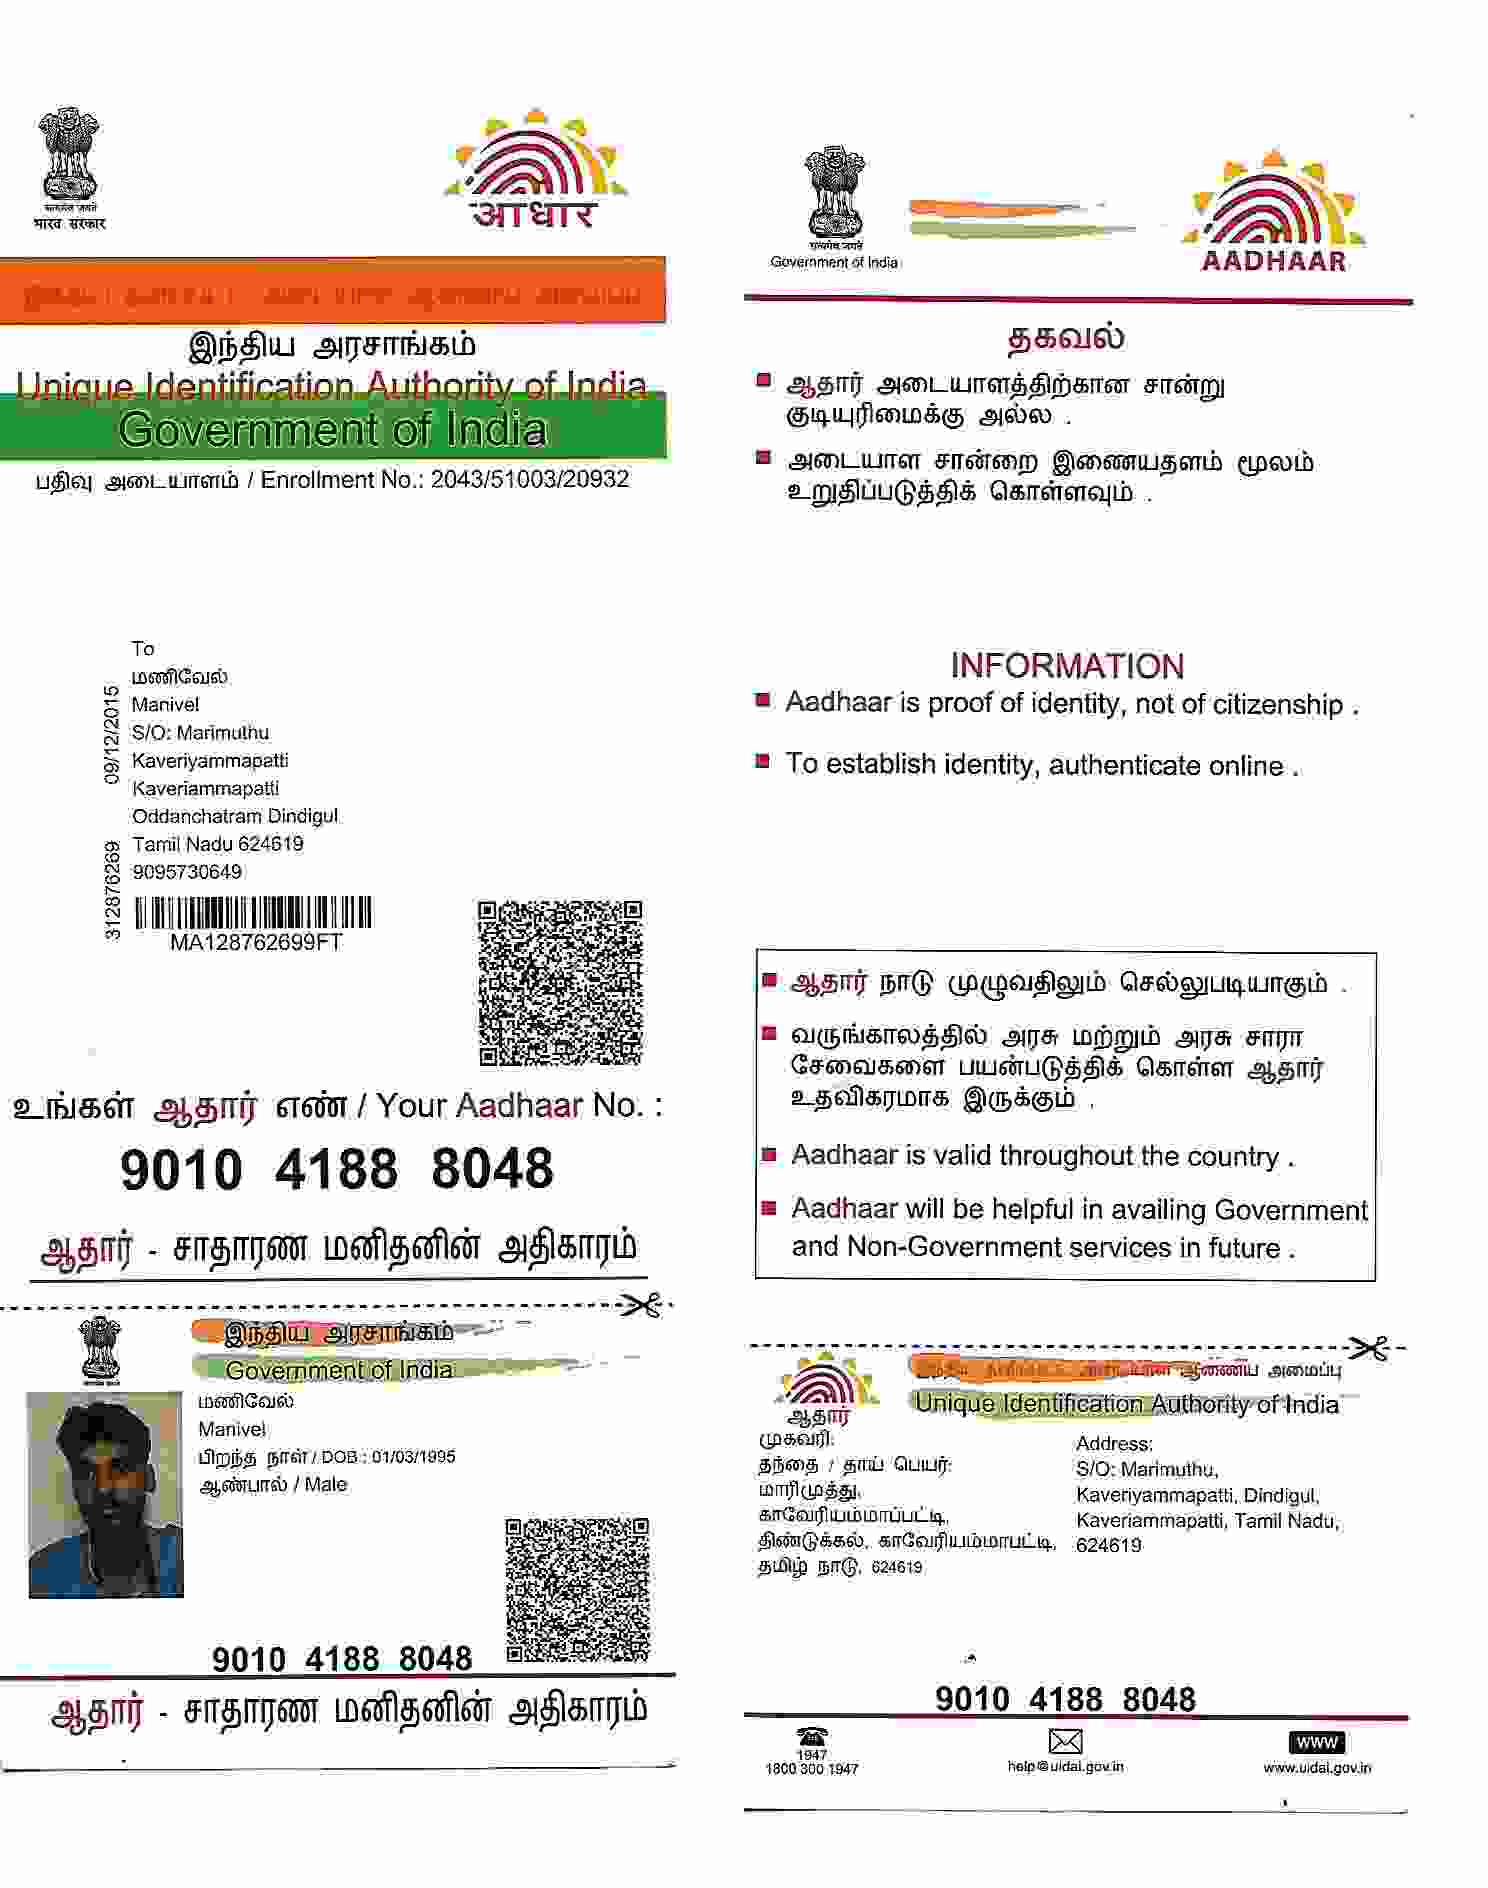 सत्यमेव जयते
भारत सरकार
आधार
இந்திய அரசாங்கம்
Unique Identification Authority of India
Government of India
பதிவு அடையாளம் / Enrollment No.: 2043/51003/20932
To
மணிவேல்
Manivel
S/O: Marimuthu
Kaveriyammapatti
Kaveriammapatti
Oddanchatram Dindigul
Tamil Nadu 624619
9095730649
09/12/2015
312876269
MA128762699FT
உங்கள் ஆதார் எண் / Your Aadhaar No. :
9010 4188 8048
ஆதார் - சாதாரண மனிதனின் அதிகாரம்
இந்திய அரசாங்கம்
Government of India
மணிவேல்
Manivel
பிறந்த நாள் / DOB : 01/03/1995
ஆண்பால் / Male
9010 4188 8048
ஆதார் - சாதாரண மனிதனின் அதிகாரம்
सत्यमेव जयते
Government of India
AADHAAR
தகவல்
ஆதார் அடையாளத்திற்கான சான்று
குடியுரிமைக்கு அல்ல .
அடையாள சான்றை இணையதளம் மூலம்
உறுதிப்படுத்திக் கொள்ளவும் .
INFORMATION
Aadhaar is proof of identity, not of citizenship .
To establish identity, authenticate online .
ஆதார் நாடு முழுவதிலும் செல்லுபடியாகும் .
வருங்காலத்தில் அரசு மற்றும் அரசு சாரா
சேவைகளை பயன்படுத்திக் கொள்ள ஆதார்
உதவிகரமாக இருக்கும் .
Aadhaar is valid throughout the country .
Aadhaar will be helpful in availing Government
and Non-Government services in future .
ஆணைய அமைப்பு
Unique Identification Authority of India
ஆதார்
முகவரி:
தந்தை / தாய் பெயர்:
மாரிமுத்து,
காவேரியம்மாப்பட்டி,
திண்டுக்கல், காவேரியம்மாபட்டி,
தமிழ் நாடு, 624619
Address:
S/O: Marimuthu,
Kaveriyammapatti, Dindigul,
Kaveriammapatti, Tamil Nadu,
624619
9010 4188 8048
1947
1800 300 1947
help@uidai.gov.in
www
www.uidai.gov.in